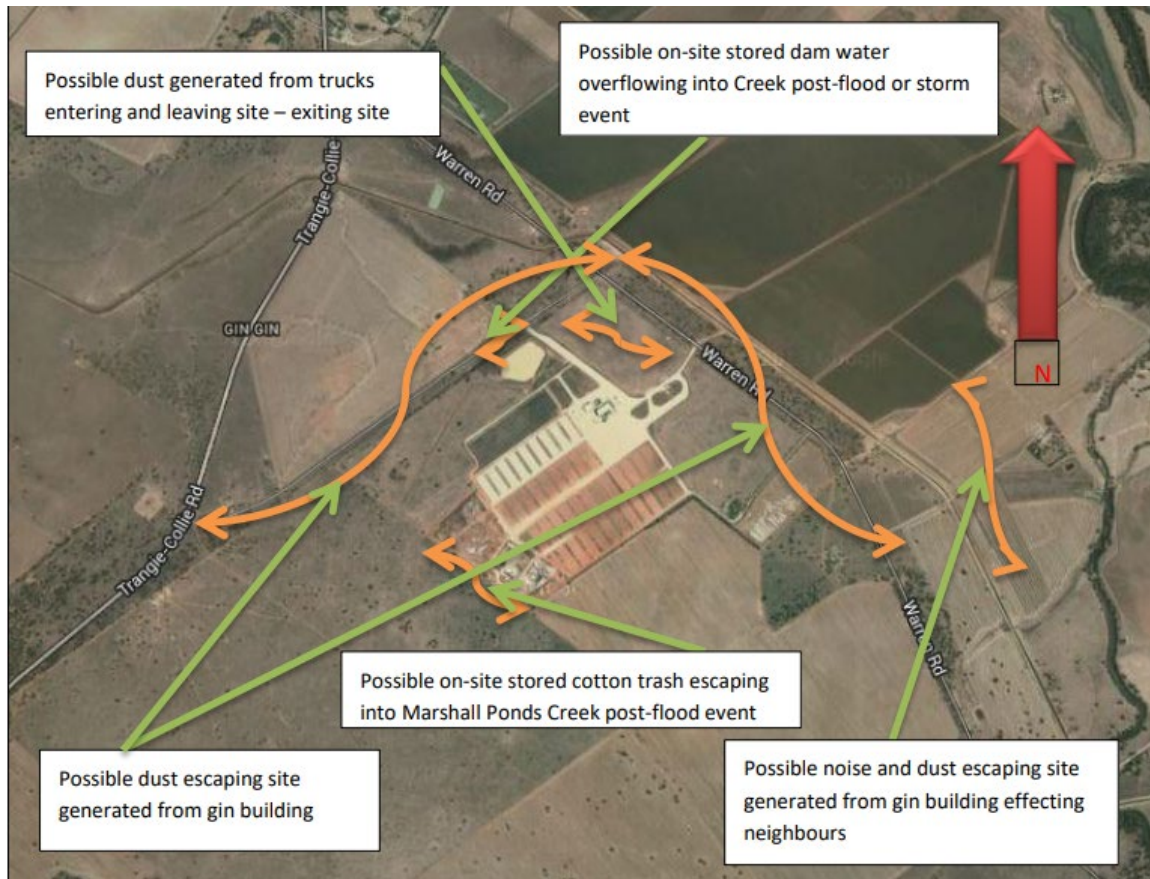 Possible dust generated from trucks
entering and leaving site – exiting site
Possible on-site stored dam water
overflowing into Creek post-flood or storm
event
Warren Rd
Trangie-Collie
Trangie-Collie Rd
GIN GIN
Warren Rd
N
Trangie-Collie Rd
Warren Rd
Possible on-site stored cotton trash escaping
into Marshall Ponds Creek post-flood event
Possible dust escaping site
generated from gin building
Possible noise and dust escaping site
generated from gin building effecting
neighbours